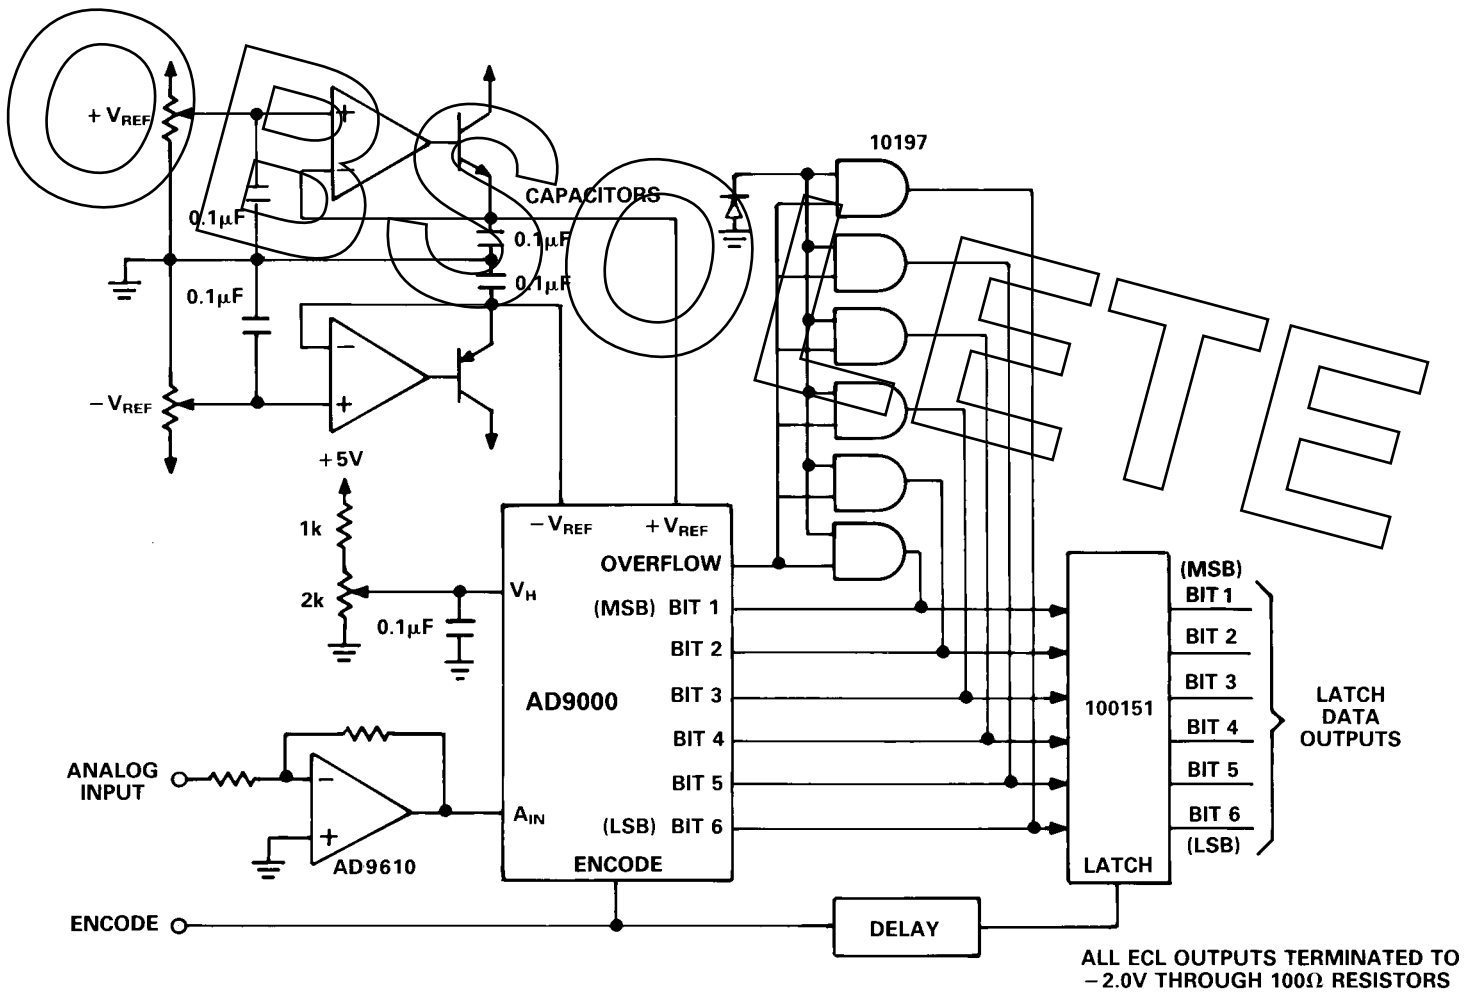 OBSOLETE
+ VREF
0.1µF
0.1µF
− VREF
CAPACITORS
0.1µF
0.1µF
+
−
−
+
10197
+5V
1k
2k
0.1µF
− VREF
+ VREF
OVERFLOW
VH
(MSB) BIT 1
BIT 2
BIT 3
AD9000
BIT 4
BIT 5
AIN
(LSB) BIT 6
ENCODE
ANALOG
INPUT
−
+
AD9610
ENCODE
DELAY
100151
LATCH
(MSB)
BIT 1
BIT 2
BIT 3
BIT 4
BIT 5
BIT 6
(LSB)
LATCH
DATA
OUTPUTS
ALL ECL OUTPUTS TERMINATED TO
−2.0V THROUGH 100Ω RESISTORS